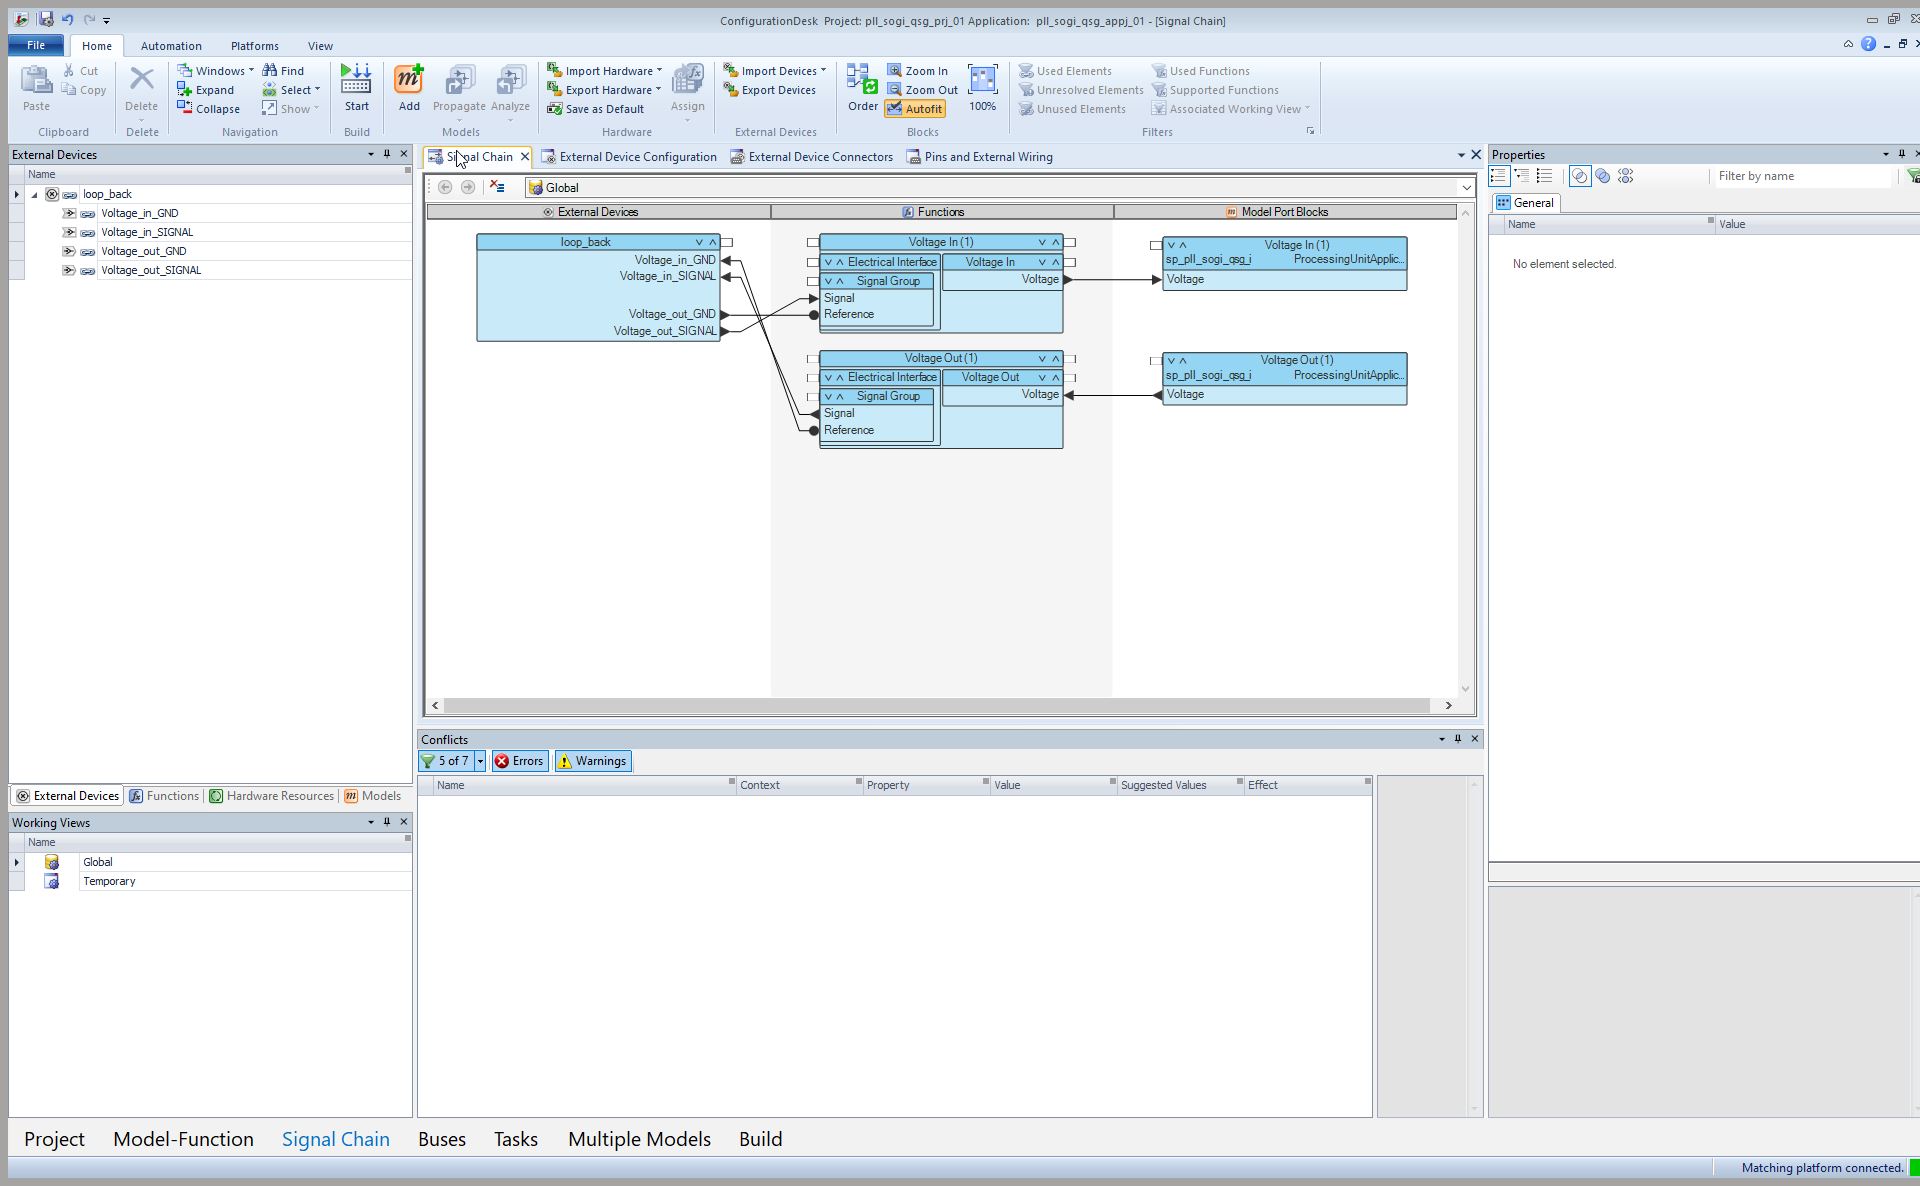 ConfigurationDesk Project: pll_sogi_qsg_prj_01 Application: pll_sogi_qsg_appj_01 - [Signal Chain]
File Home Automation Platforms View
Paste Cut Copy Clipboard
Delete Delete
Windows Expand Collapse Find Select Show Navigation
Start Build
Add Propagate Analyze Models
Import Hardware Export Hardware Save as Default Assign Hardware
Import Devices Export Devices External Devices
Order Zoom In Zoom Out Autofit 100% Blocks
Used Elements Unresolved Elements Unused Elements Used Functions Supported Functions Associated Working View Filters
External Devices
Name
loop_back
Voltage_in_GND
Voltage_in_SIGNAL
Voltage_out_GND
Voltage_out_SIGNAL
External Devices Functions Hardware Resources Models
Working Views
Name
Global
Temporary
Signal Chain External Device Configuration External Device Connectors Pins and External Wiring
Global
External Devices Functions Model Port Blocks
loop_back
Voltage_in_GND
Voltage_in_SIGNAL
Voltage_out_GND
Voltage_out_SIGNAL
Voltage In (1)
Electrical Interface Voltage In
Signal Group Voltage
Signal
Reference
Voltage Out (1)
Electrical Interface Voltage Out
Signal Group Voltage
Signal
Reference
Voltage In (1)
sp_pll_sogi_qsg_i ProcessingUnitApplic...
Voltage
Voltage Out (1)
sp_pll_sogi_qsg_i ProcessingUnitApplic...
Voltage
Conflicts
5 of 7 Errors Warnings
Name Context Property Value Suggested Values Effect
Properties
Filter by name
General
Name Value
No element selected.
Project Model-Function Signal Chain Buses Tasks Multiple Models Build
Matching platform connected.